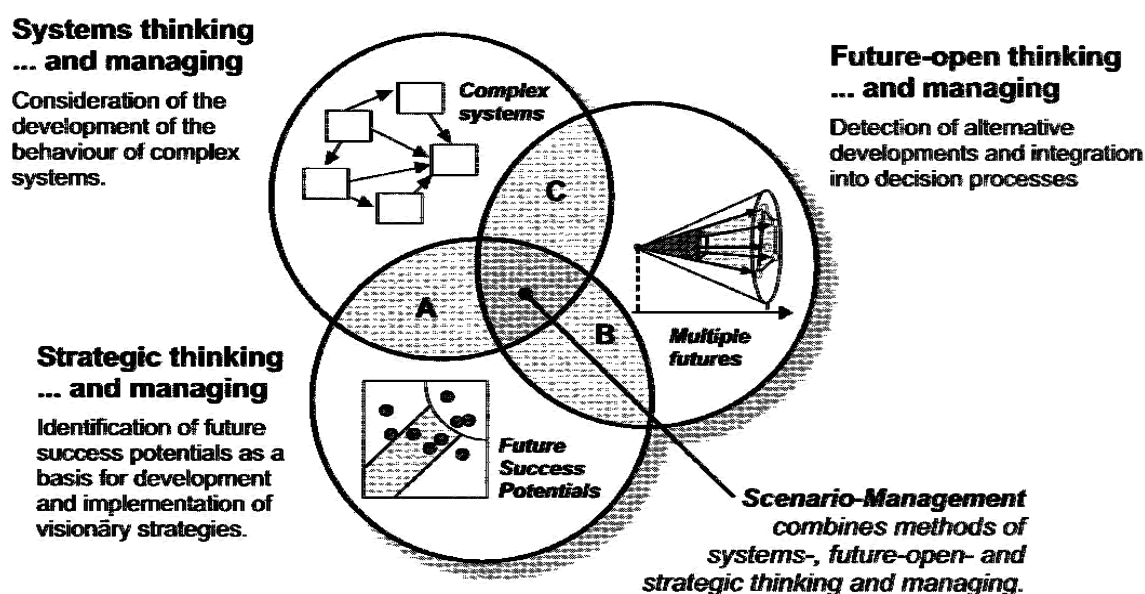 Systems thinking
... and managing
Consideration of the
development of the
behaviour of complex
systems.
Complex
systems
Future-open thinking
... and managing
Detection of alternative
developments and integration
into decision processes
C
A
B
Multiple
futures
Strategic thinking
... and managing
Identification of future
success potentials as a
basis for development
and implementation of
visionäry strategies.
Future
Success
Potentials
Scenario-Management
combines methods of
systems-, future-open- and
strategic thinking and managing.